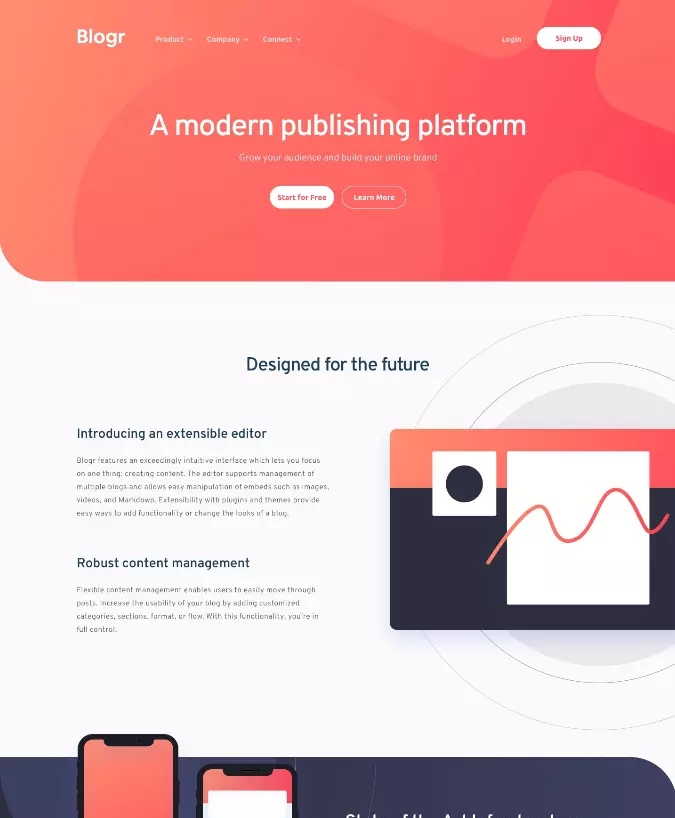 Blogr
Product
Company
Connect
Login
Sign Up
A modern publishing platform
Grow your audience and build your online brand
Start for Free
Learn More
Designed for the future
Introducing an extensible editor
Blogr features an exceedingly intuitive interface which lets you focus
on one thing: creating content. The editor supports management of
multiple blogs and allows easy manipulation of embeds such as images,
videos, and Markdown. Extensibility with plugins and themes provide
easy ways to add functionality or change the looks of a blog.
Robust content management
Flexible content management enables users to easily move through
posts. Increase the usability of your blog by adding customized
categories, sections, format, or flow. With this functionality, you're in
full control.